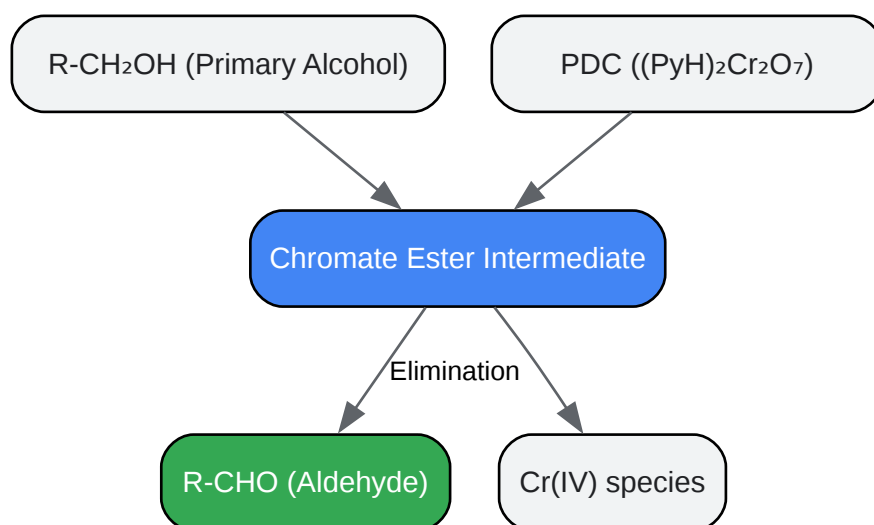 R-CH₂OH (Primary Alcohol)
PDC ((PyH)₂Cr₂O₇)
Chromate Ester Intermediate
Elimination
R-CHO (Aldehyde)
Cr(IV) species